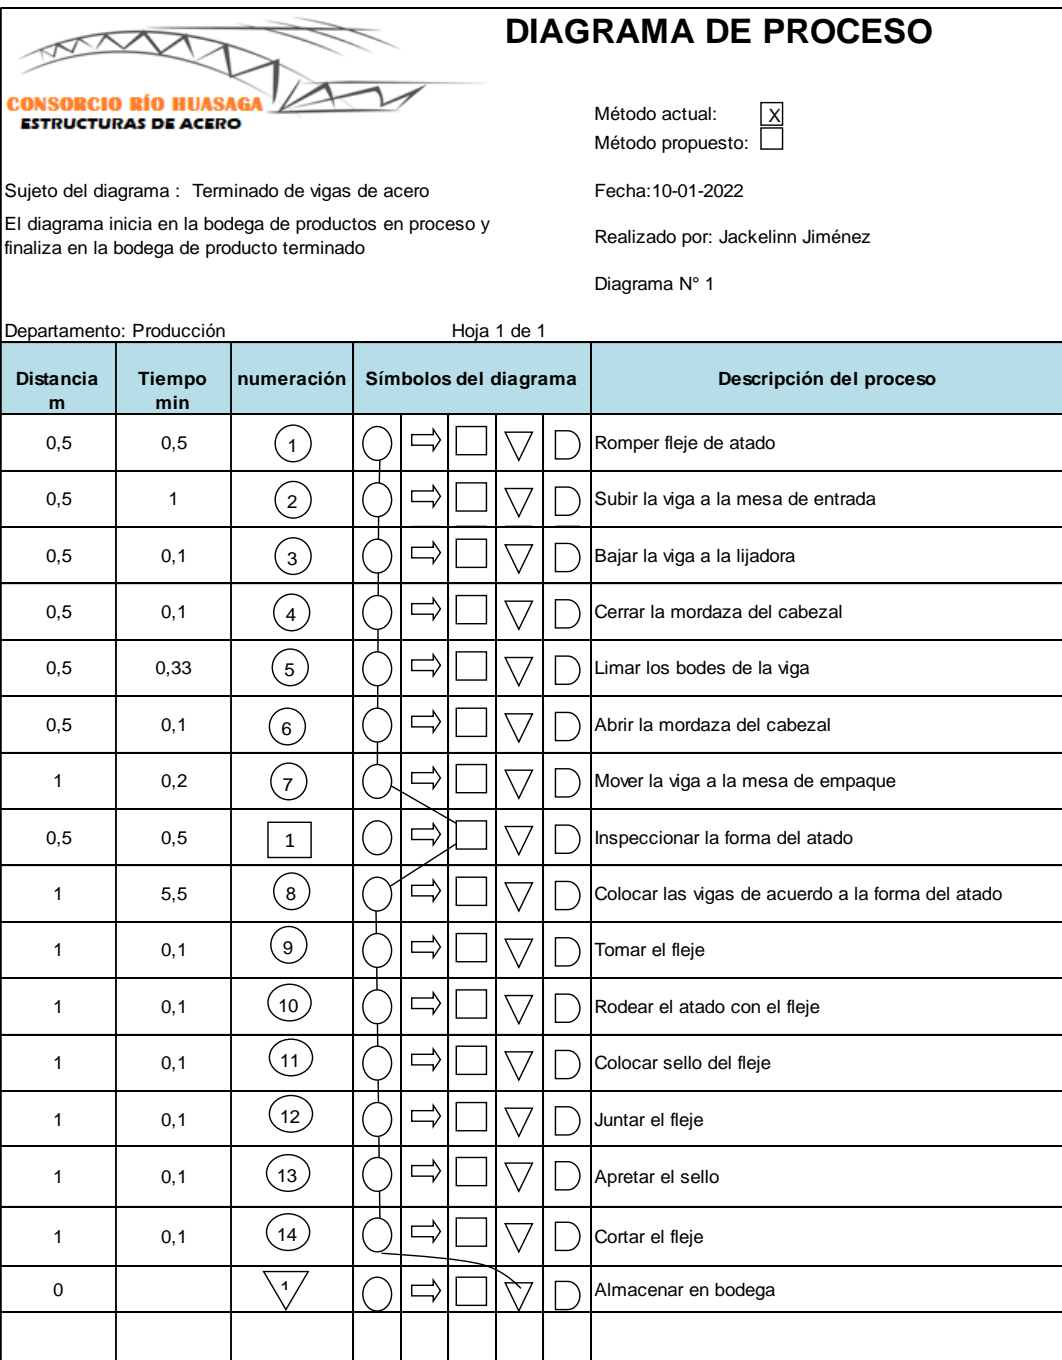 DIAGRAMA DE PROCESO
CONSORCIO RÍO HUASAGA
ESTRUCTURAS DE ACERO
Método actual: X
Método propuesto:
Sujeto del diagrama : Terminado de vigas de acero
Fecha:10-01-2022
El diagrama inicia en la bodega de productos en proceso y
finaliza en la bodega de producto terminado
Realizado por: Jackelinn Jiménez
Diagrama N° 1
Departamento: Producción Hoja 1 de 1
Distancia m Tiempo min numeración Símbolos del diagrama Descripción del proceso
0,5 0,5 1 Romper fleje de atado
0,5 1 2 Subir la viga a la mesa de entrada
0,5 0,1 3 Bajar la viga a la lijadora
0,5 0,1 4 Cerrar la mordaza del cabezal
0,5 0,33 5 Limar los bodes de la viga
0,5 0,1 6 Abrir la mordaza del cabezal
1 0,2 7 Mover la viga a la mesa de empaque
0,5 0,5 1 Inspeccionar la forma del atado
1 5,5 8 Colocar las vigas de acuerdo a la forma del atado
1 0,1 9 Tomar el fleje
1 0,1 10 Rodear el atado con el fleje
1 0,1 11 Colocar sello del fleje
1 0,1 12 Juntar el fleje
1 0,1 13 Apretar el sello
1 0,1 14 Cortar el fleje
0 1 Almacenar en bodega